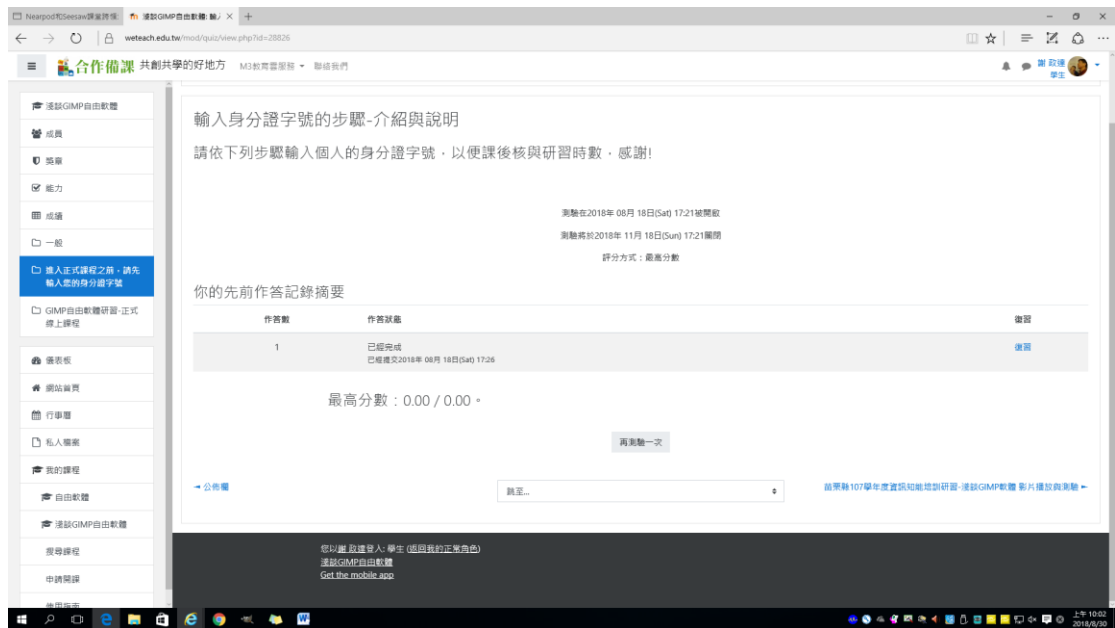 Nearpod和Seesaw課堂跨條
淺談GIMP自由軟體: 輸入
weteach.edu.tw/mod/quiz/view.php?id=28826
合作備課 共創共學的好地方
M3教育雲服務
聯絡我們
謝 政達
學生
淺談GIMP自由軟體
成員
獎章
能力
成績
一般
進入正式課程之前,請先
輸入您的身分證字號
GIMP自由軟體研習-正式
線上課程
儀表板
網站首頁
行事曆
私人檔案
我的課程
自由軟體
淺談GIMP自由軟體
搜尋課程
申請開課
使用指南
輸入身分證字號的步驟-介紹與說明
請依下列步驟輸入個人的身分證字號,以便課後核與研習時數,感謝!
測驗在2018年 08月 18日(Sat) 17:21被開啟
測驗將於2018年 11月 18日(Sun) 17:21關閉
評分方式:最高分數
你的先前作答記錄摘要
作答數 作答狀態 復習
1 已經完成 復習
已經提交2018年 08月 18日(Sat) 17:26
最高分數:0.00 / 0.00。
再測驗一次
◄ 公佈欄
跳至...
苗栗縣107學年度資訊知能培訓研習-淺談GIMP軟體 影片播放與測驗 ►
您以謝 政達登入: 學生 (返回我的正常角色)
淺談GIMP自由軟體
Get the mobile app
上午 10:02
2018/8/30